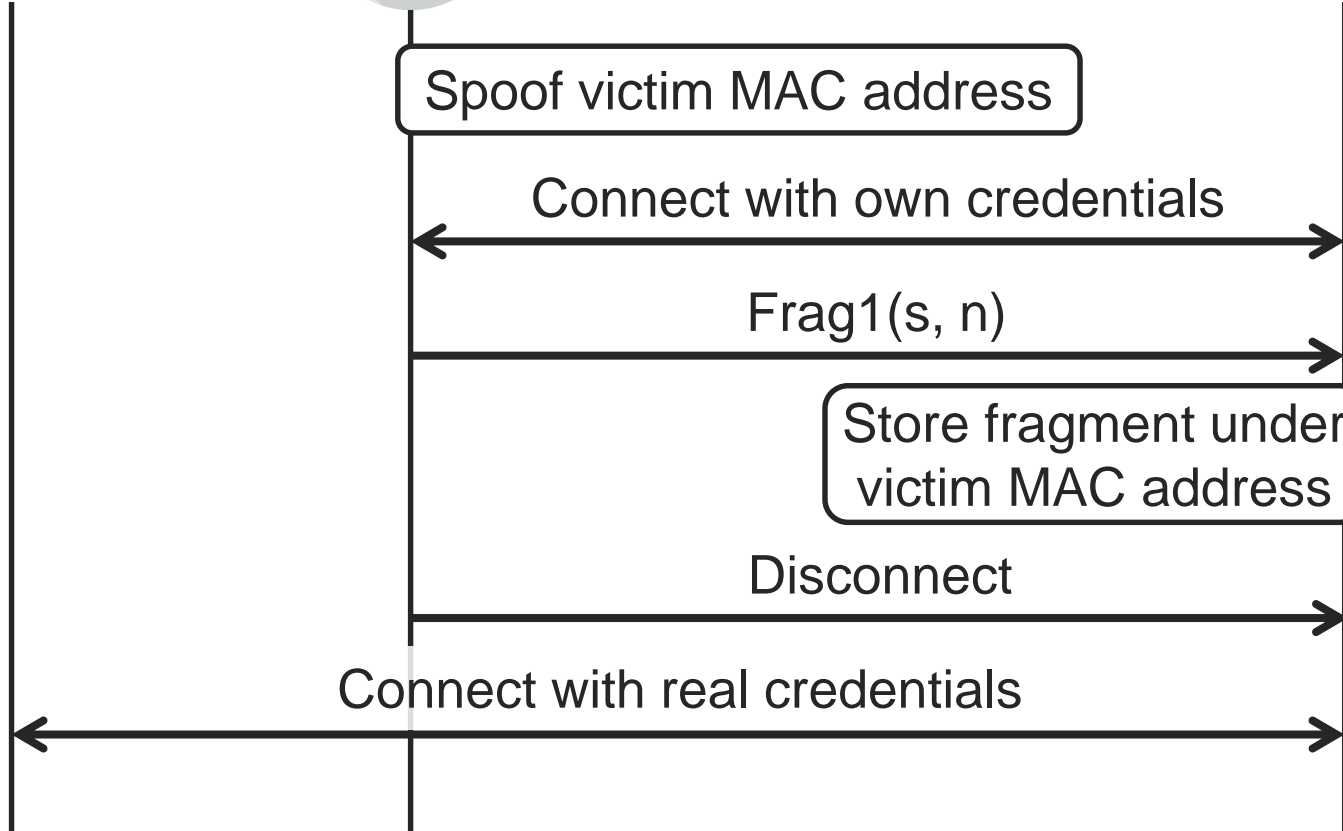 Spoof victim MAC address
Connect with own credentials
Frag1(s, n)
Store fragment under
victim MAC address
Disconnect
Connect with real credentials